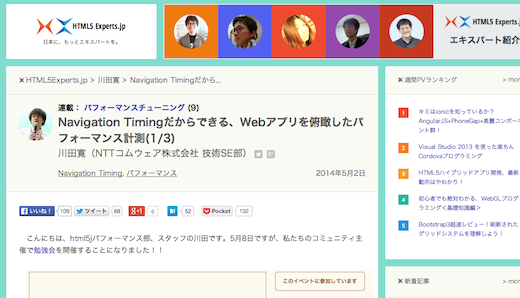 HTML5 Experts.jp
日本に、もっとエキスパートを。
HTML5 Experts.jp
エキスパート紹介
HTML5Experts.jp > 川田寛 > Navigation Timingだから...
連載： パフォーマンスチューニング (9)
Navigation Timingだからできる、Webアプリを俯瞰したパ
フォーマンス計測(1/3)
川田寛（NTTコムウェア株式会社 技術SE部）
Navigation Timing, パフォーマンス
2014年5月2日
いいね！ 109 ツイート 68 +1 6 B! 52 Pocket 132
こんにちは、html5jパフォーマンス部、スタッフの川田です。5月8日ですが、私たちのコミュニティ主
催で勉強会を開催することになりました！！
このイベントに参加しています
週間PVランキング
> mor
1 キミはionicを知っているか？
AngularJS+PhoneGap+美麗コンポーネ
ント群！
2 Visual Studio 2013 を使った楽ちん
Cordovaプログラミング
3 HTML5ハイブリッドアプリ開発、最新
動向はやわかり！
4 初心者でも絶対わかる、WebGLプログ
ラミング＜基礎知識編＞
5 Bootstrap3超速レビュー！刷新された
グリッドシステムを理解しよう！
新着記事
> mor